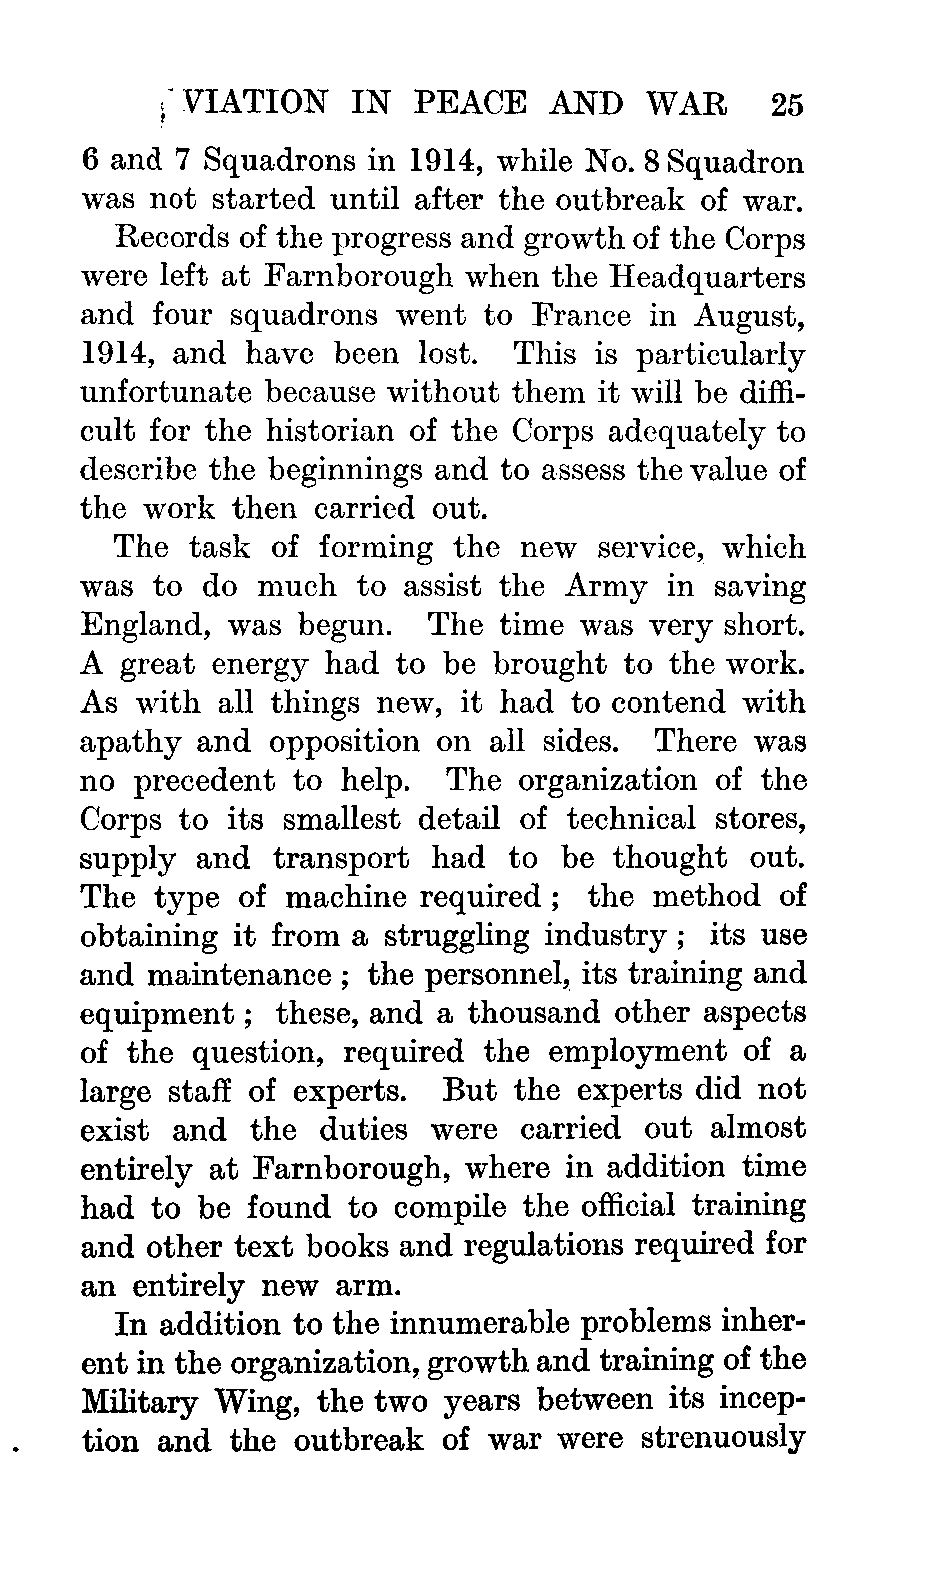 VIATION IN PEACE AND WAR 25
6 and 7 Squadrons in 1914, while No. 8 Squadron
was not started until after the outbreak of war.
Records of the progress and growth of the Corps
were left at Farnborough when the Headquarters
and four squadrons went to France in August,
1914, and have been lost. This is particularly
unfortunate because without them it will be diffi-
cult for the historian of the Corps adequately to
describe the beginnings and to assess the value of
the work then carried out.
The task of forming the new service, which
was to do much to assist the Army in saving
England, was begun. The time was very short.
A great energy had to be brought to the work.
As with all things new, it had to contend with
apathy and opposition on all sides. There was
no precedent to help. The organization of the
Corps to its smallest detail of technical stores,
supply and transport had to be thought out.
The type of machine required ; the method of
obtaining it from a struggling industry ; its use
and maintenance ; the personnel, its training and
equipment ; these, and a thousand other aspects
of the question, required the employment of a
large staff of experts. But the experts did not
exist and the duties were carried out almost
entirely at Farnborough, where in addition time
had to be found to compile the official training
and other text books and regulations required for
an entirely new arm.
In addition to the innumerable problems inher-
ent in the organization, growth and training of the
Military Wing, the two years between its incep-
tion and the outbreak of war were strenuously